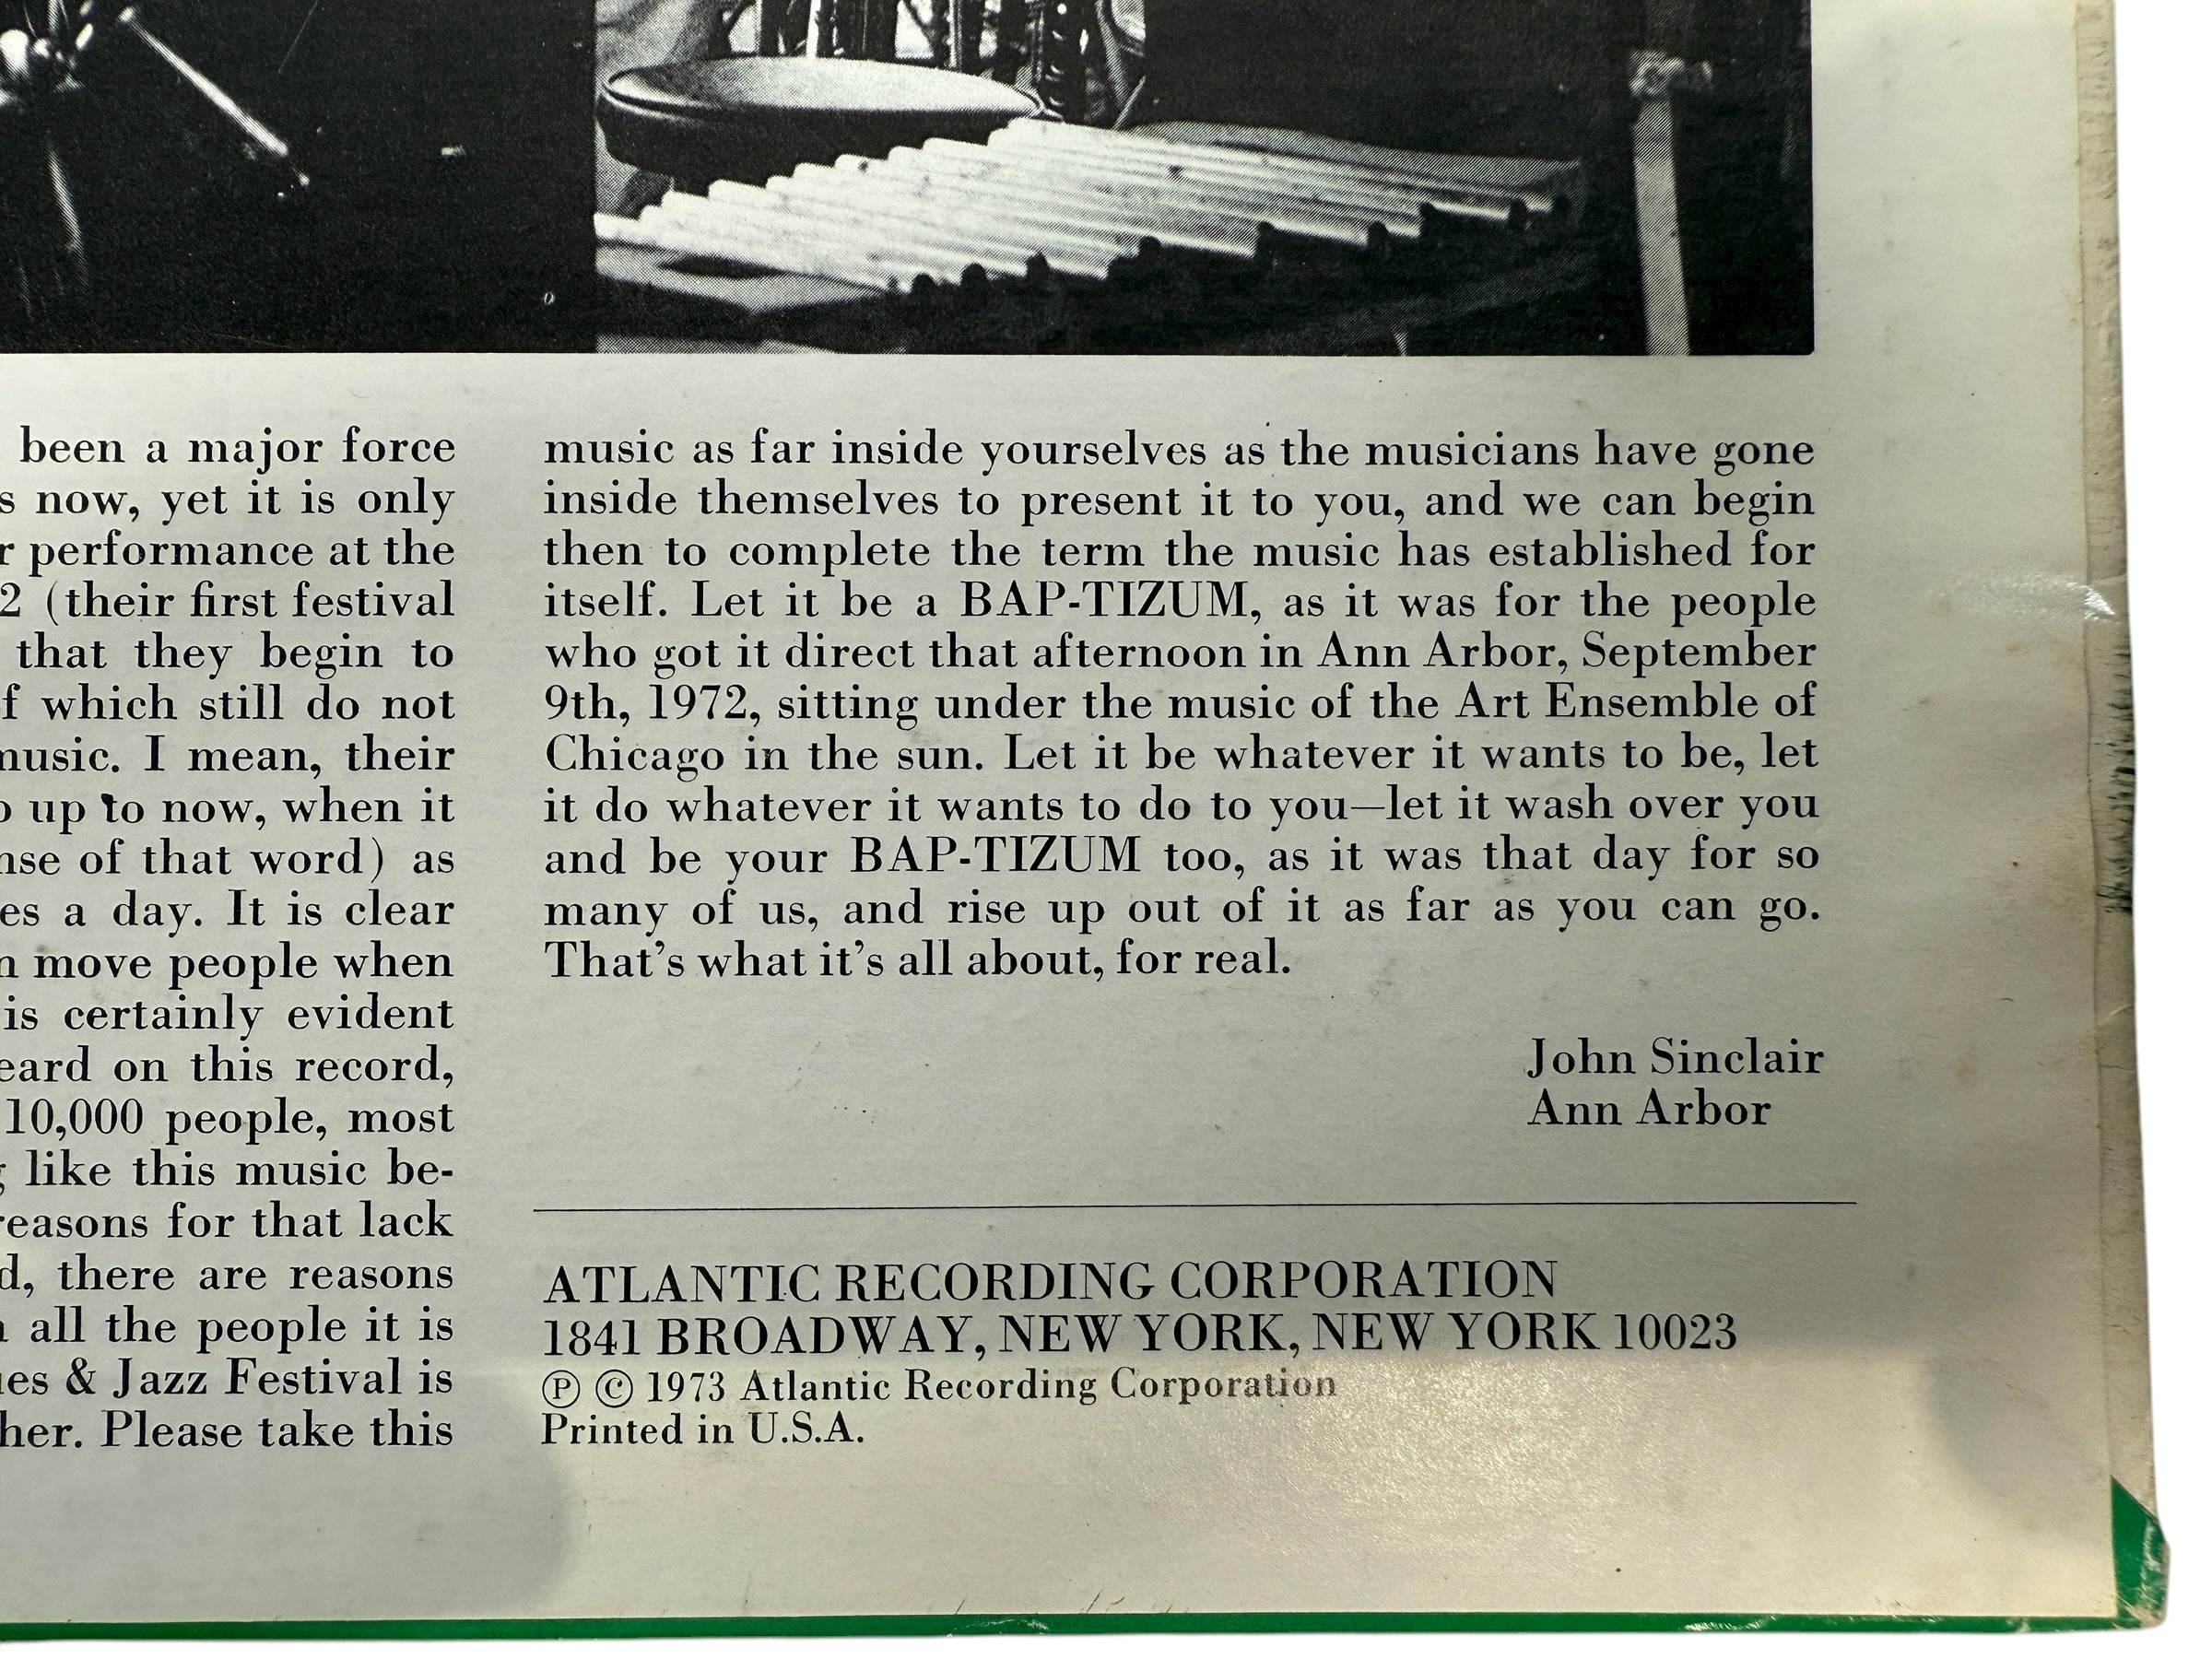 been a major force
now, yet it is only
performance at the
2 (their first festival
that they begin to
which still do not
music. I mean, their
up to now, when it
of that word) as
a day. It is clear
move people when
is certainly evident
on this record,
10,000 people, most
like this music be-
reasons for that lack
there are reasons
all the people it is
& Jazz Festival is
Please take this
music as far inside yourselves as the musicians have gone
inside themselves to present it to you, and we can begin
then to complete the term the music has established for
itself. Let it be a BAP-TIZUM, as it was for the people
who got it direct that afternoon in Ann Arbor, September
9th, 1972, sitting under the music of the Art Ensemble of
Chicago in the sun. Let it be whatever it wants to be, let
it do whatever it wants to do to you—let it wash over you
and be your BAP-TIZUM too, as it was that day for so
many of us, and rise up out of it as far as you can go.
That's what it's all about, for real.
John Sinclair
Ann Arbor
ATLANTIC RECORDING CORPORATION
1841 BROADWAY, NEW YORK, NEW YORK 10023
℗ © 1973 Atlantic Recording Corporation
Printed in U.S.A.